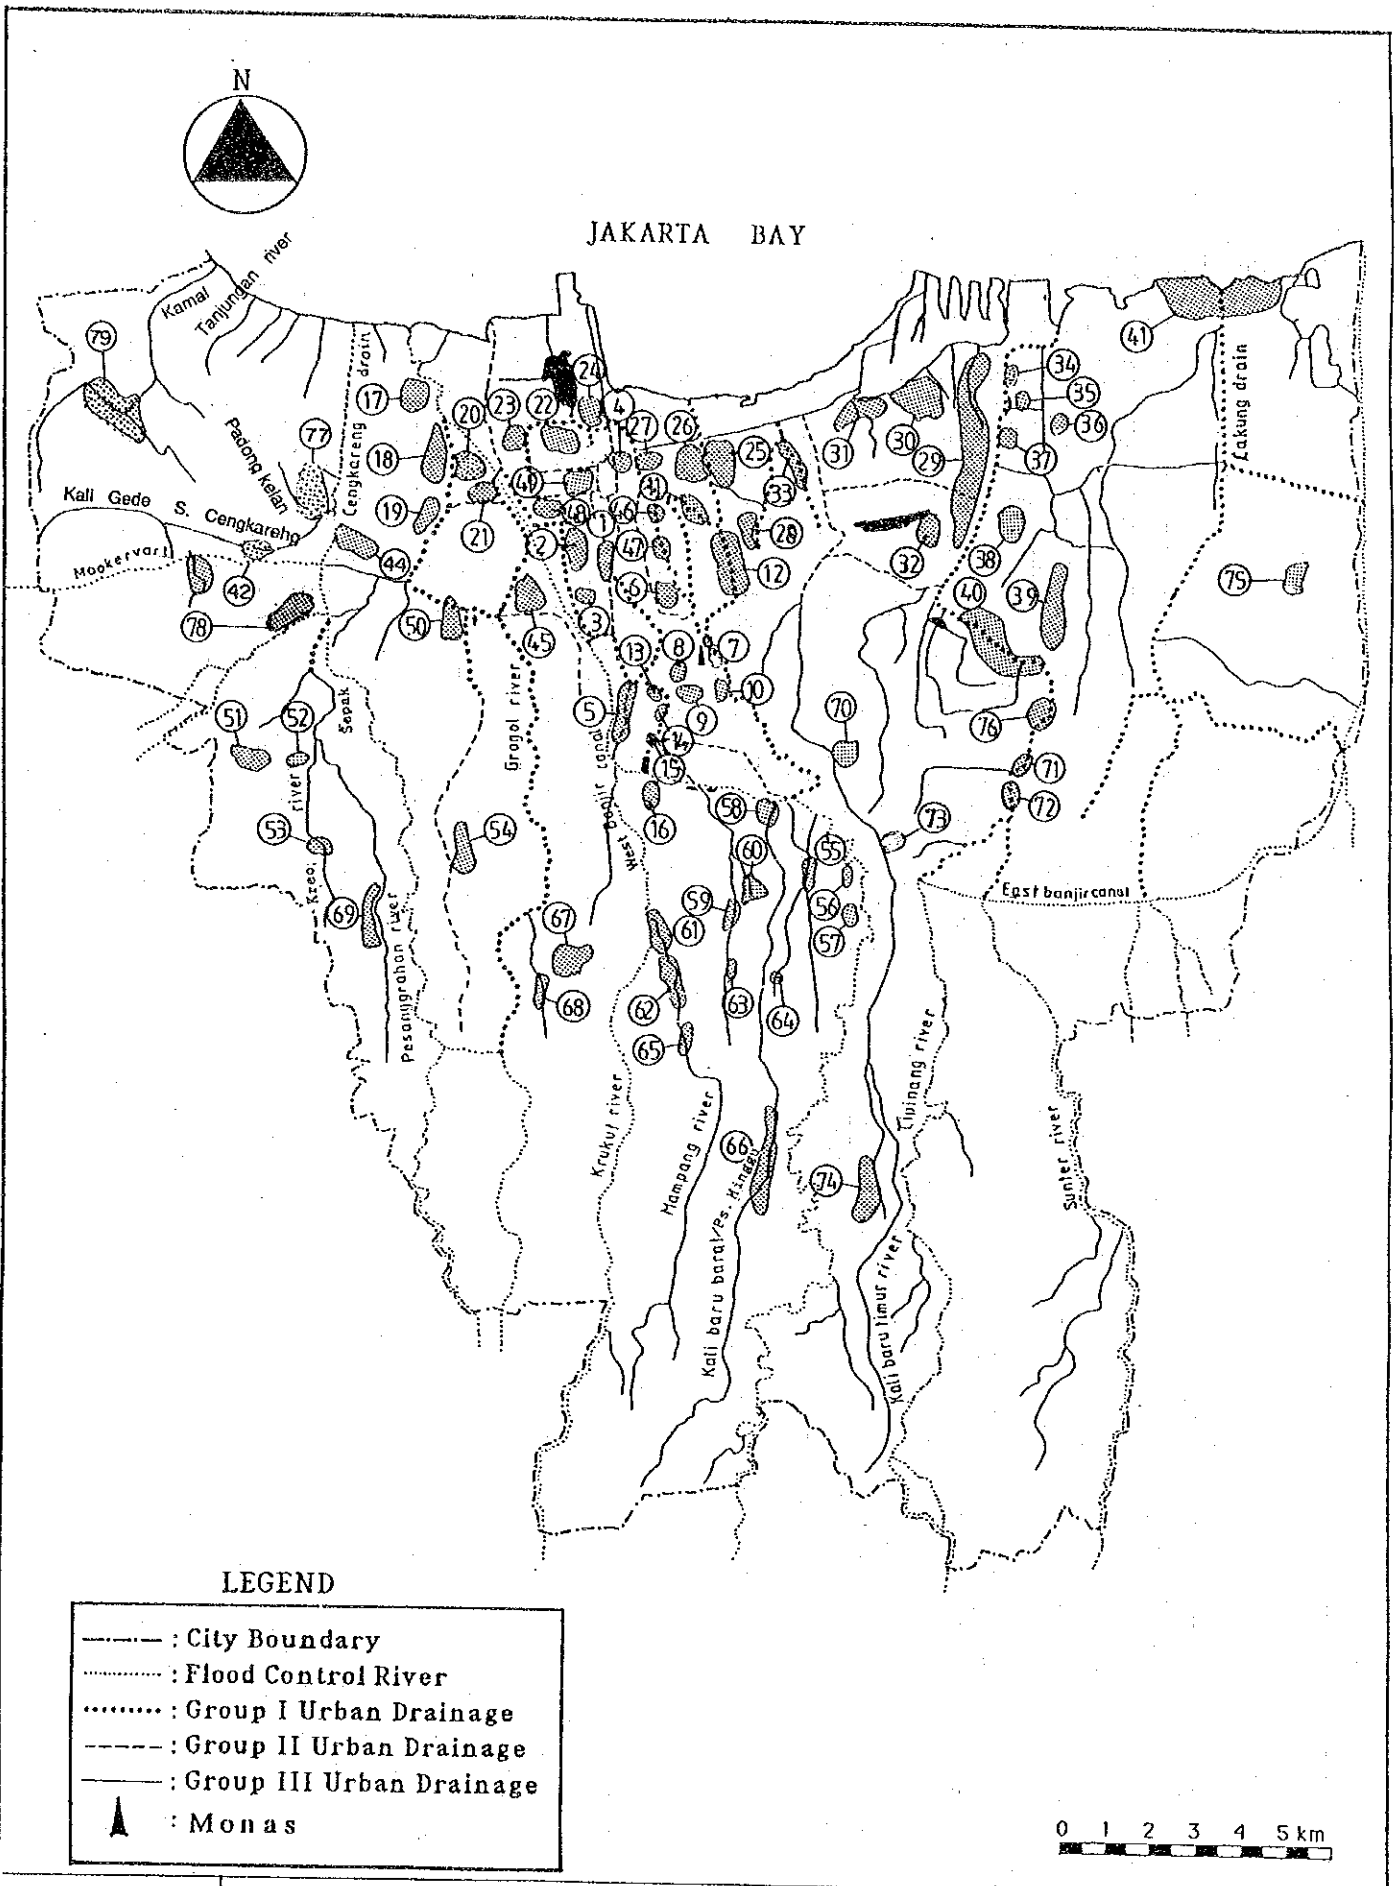 N
JAKARTA BAY
Kamal
Tanjungan river
79
41
drain
24
34
17
20
23
22
4
27
26
35
Lakung drain
36
77
Padong kelan
Cengkareng
18
25
31
30
29
37
49
33
Kali Gede
S. Cengkareng
19
48
1
46
11
28
21
2
47
32
38
Mookervart
42
44
12
40
39
75
78
50
45
3
6
13
8
7
Sepak
51
52
Grogol river
5
10
9
70
76
14
15
71
river
58
16
72
53
54
West banjir canal
60
55
73
Kreo
59
56
East banjir canal
69
67
61
57
Pesanggrahan river
68
62
63
64
65
Krukut river
Mampang river
66
Kali baru barat/Ps. Minggu
74
Cipinang river
Sunter river
Kali baru timur river
LEGEND
: City Boundary
: Flood Control River
: Group I Urban Drainage
: Group II Urban Drainage
: Group III Urban Drainage
: Monas
0 1 2 3 4 5 km